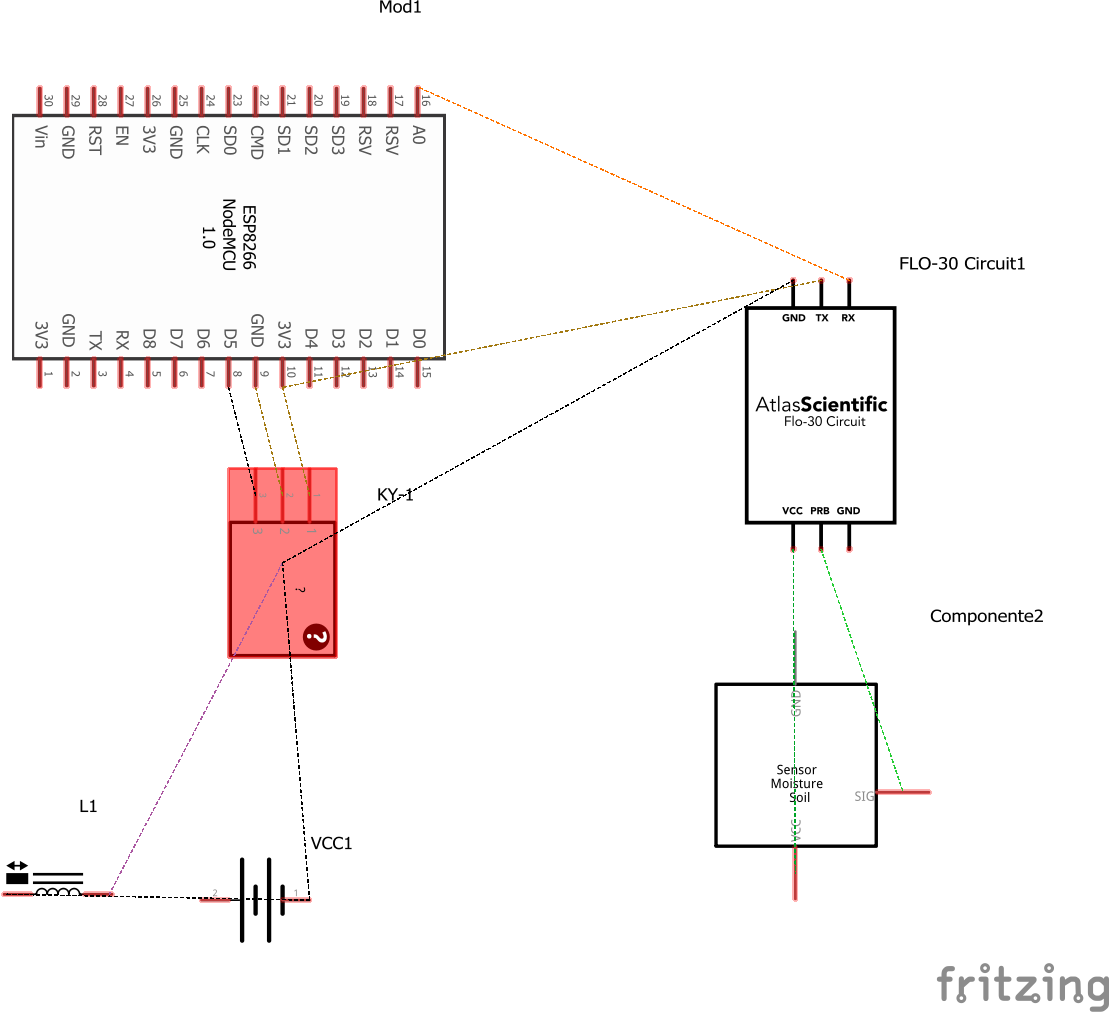 Mod1
30 29 28 27 26 25 24 23 22 21 20 19 18 17 16
Vin GND RST EN 3V3 GND CLK SD0 CMD SD1 SD2 SD3 RSV RSV A0
ESP8266
NodeMCU
1.0
3V3 GND TX RX D8 D7 D6 D5 GND 3V3 D4 D3 D2 D1 D0
1 2 3 4 5 6 7 8 9 10 11 12 13 14 15
FLO-30 Circuit1
GND TX RX
AtlasScientific
Flo-30 Circuit
VCC PRB GND
KY-1
3 2 1
3 2 1
?
?
Componente2
GND
Sensor
Moisture
Soil
SIG
VCC
L1
VCC1
2 1
fritzing